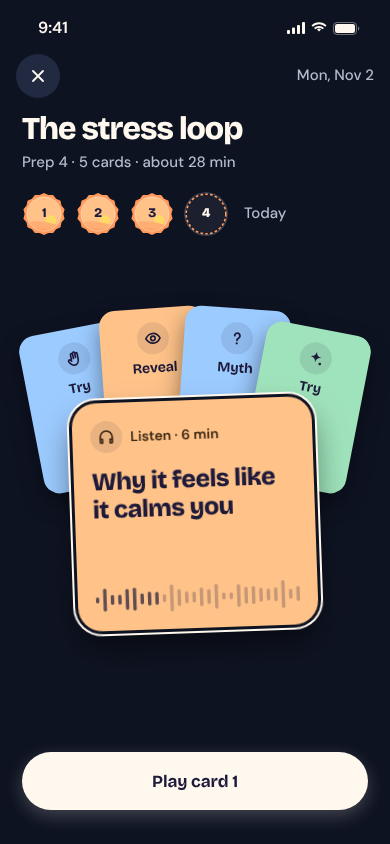 9:41
Mon, Nov 2
The stress loop
Prep 4 · 5 cards · about 28 min
1 2 3 4 Today
Try
Reveal
Myth
Try
Listen · 6 min
Why it feels like
it calms you
Play card 1